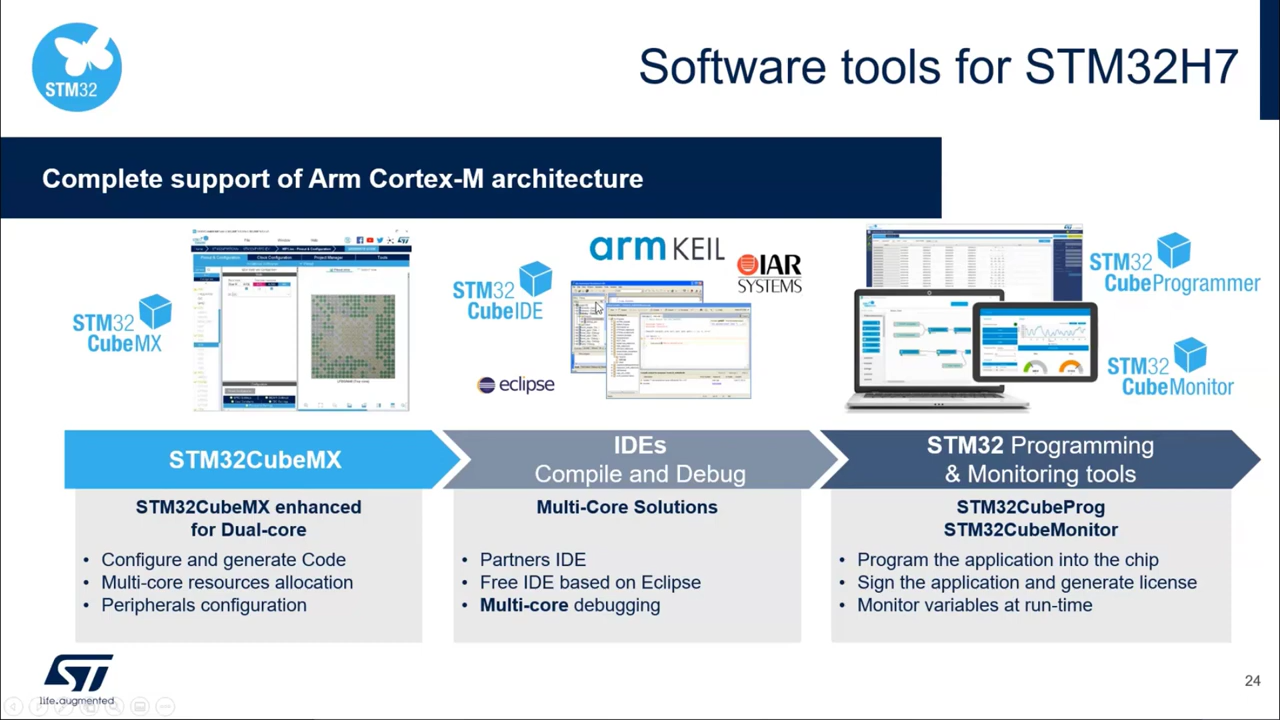 STM32
Software tools for STM32H7
Complete support of Arm Cortex-M architecture
STM32
CubeMX
STM32
CubeIDE
arm KEIL
IAR
SYSTEMS
eclipse
STM32
CubeProgrammer
STM32
CubeMonitor
STM32CubeMX
IDEs
Compile and Debug
STM32 Programming
& Monitoring tools
STM32CubeMX enhanced
for Dual-core
• Configure and generate Code
• Multi-core resources allocation
• Peripherals configuration
Multi-Core Solutions
• Partners IDE
• Free IDE based on Eclipse
• Multi-core debugging
STM32CubeProg
STM32CubeMonitor
• Program the application into the chip
• Sign the application and generate license
• Monitor variables at run-time
ST
life.augmented
24